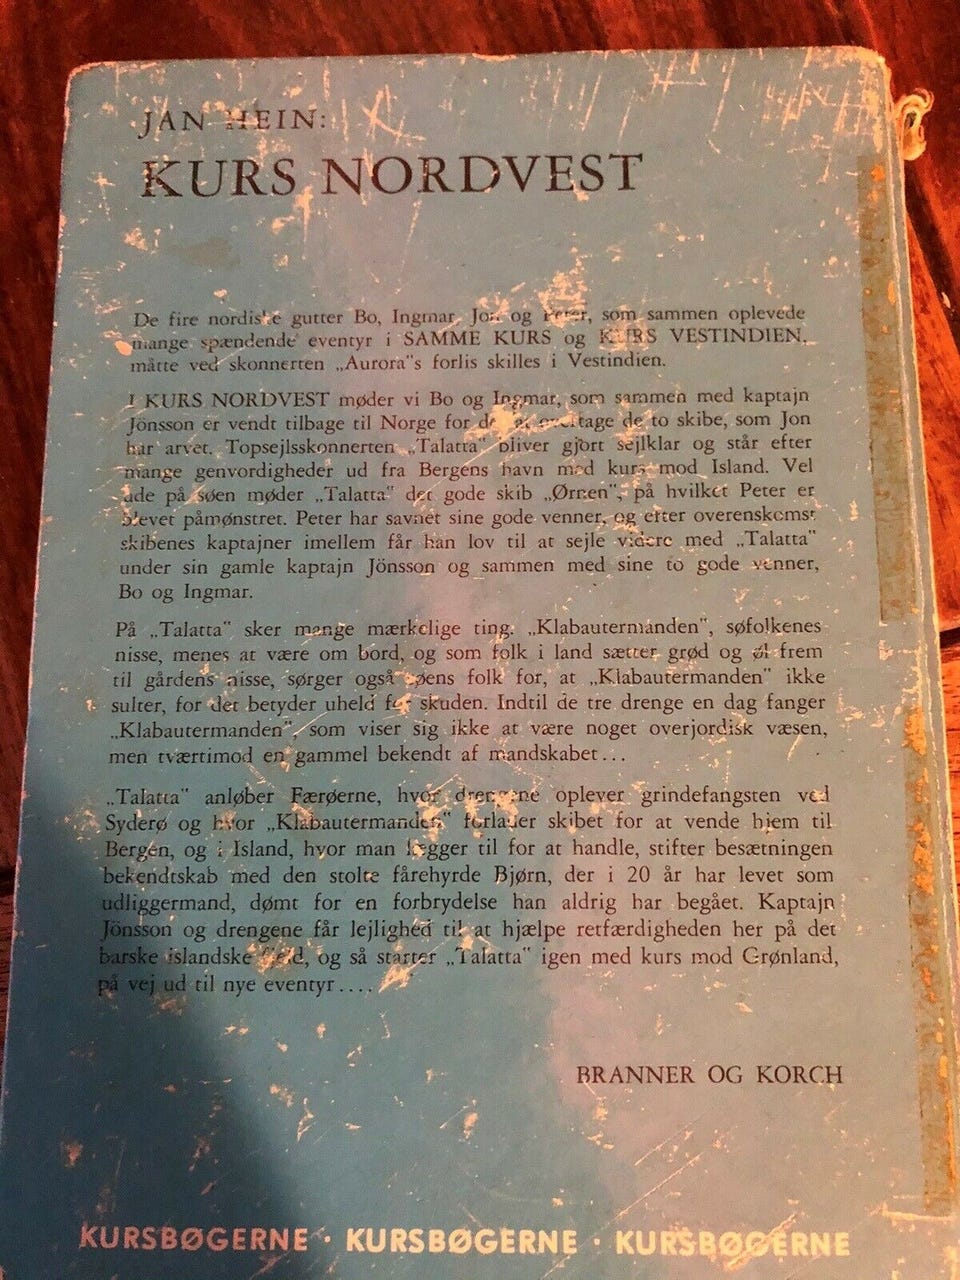 JAN HEIN:
KURS NORDVEST
De fire nordiske gutter Bo, Ingmar, Jon og Peter, som sammen oplevede
mange spændende eventyr i SAMME KURS og KURS VESTINDIEN,
måtte ved skonnerten „Aurora"s forlis skilles i Vestindien.
I KURS NORDVEST møder vi Bo og Ingmar, som sammen med kaptajn
Jönsson er vendt tilbage til Norge for der at overtage de to skibe, som Jon
har arvet. Topsejlsskonnerten „Talatta" bliver gjort sejlklar og står efter
mange genvordigheder ud fra Bergens havn med kurs mod Island. Vel
ude på søen møder „Talatta" det gode skib „Ørnen", på hvilket Peter er
blevet påmønstret. Peter har savnet sine gode venner, og efter overenskomst
skibenes kaptajner imellem får han lov til at sejle videre med „Talatta"
under sin gamle kaptajn Jönsson og sammen med sine to gode venner,
Bo og Ingmar.
På „Talatta" sker mange mærkelige ting. „Klabautermanden", søfolkenes
nisse, menes at være om bord, og som folk i land sætter grød og øl frem
til gårdens nisse, sørger også søens folk for, at „Klabautermanden" ikke
sulter, for det betyder uheld for skuden. Indtil de tre drenge en dag fanger
„Klabautermanden", som viser sig ikke at være noget overjordisk væsen,
men tværtimod en gammel bekendt af mandskabet...
„Talatta" anløber Færøerne, hvor drengene oplever grindefangsten ved
Syderø og hvor „Klabautermanden" forlader skibet for at vende hjem til
Bergen, og i Island, hvor man lægger til for at handle, stifter besætningen
bekendtskab med den stolte fårehyrde Bjørn, der i 20 år har levet som
udliggermand, dømt for en forbrydelse han aldrig har begået. Kaptajn
Jönsson og drengene får lejlighed til at hjælpe retfærdigheden her på det
barske islandske fjeld, og så starter „Talatta" igen med kurs mod Grønland,
på vej ud til nye eventyr....
BRANNER OG KORCH
KURSBØGERNE · KURSBØGERNE · KURSBØGERNE